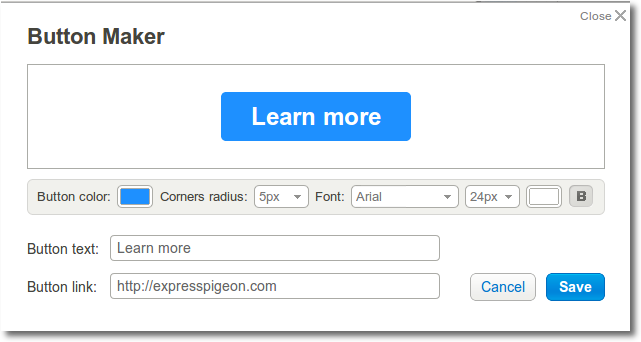 Close
Button Maker
Learn more
Button color: Corners radius: 5px Font: Arial 24px B
Button text: Learn more
Button link: http://expresspigeon.com Cancel Save